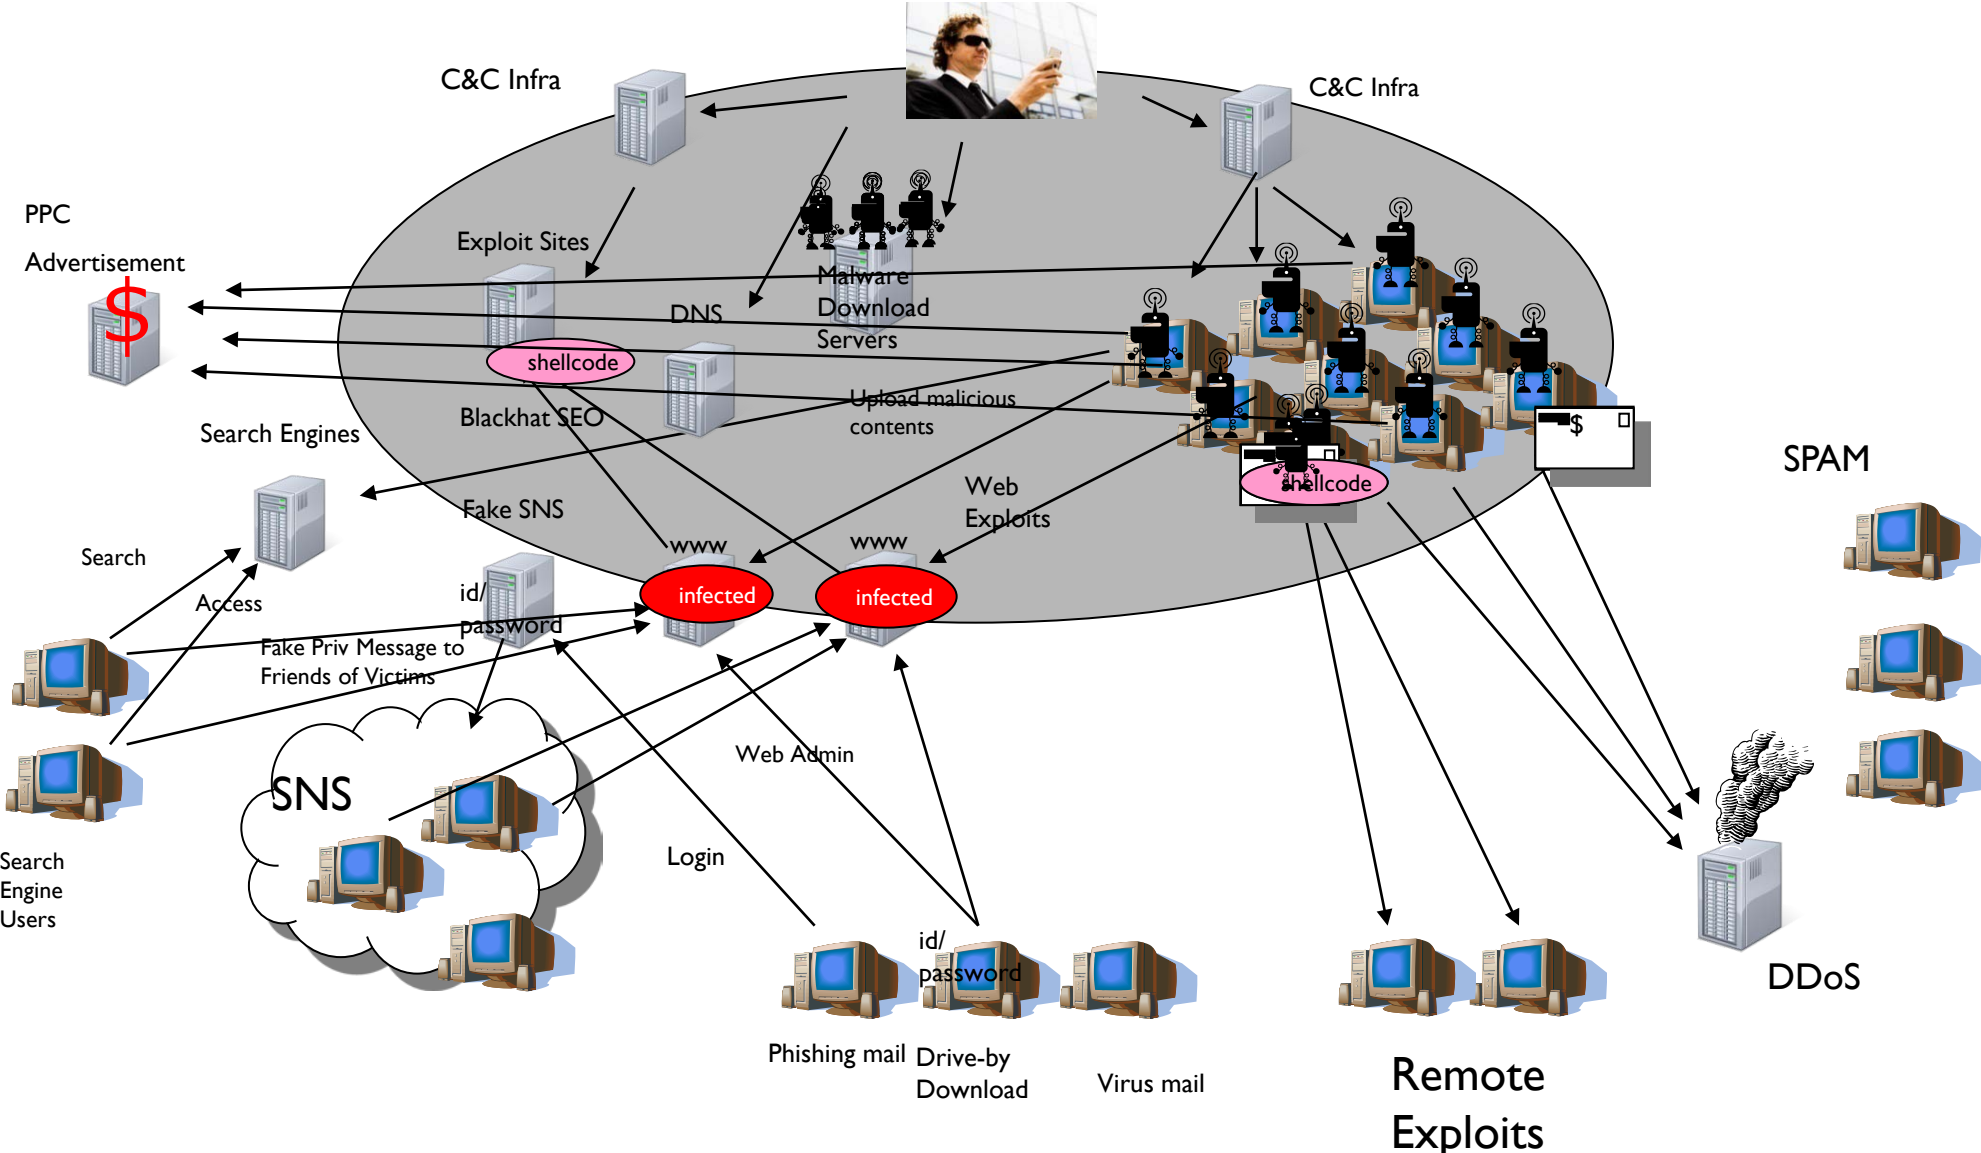 C&C Infra
C&C Infra
PPC
Advertisement
$
Exploit Sites
DNS
Malware
Download
Servers
shellcode
Blackhat SEO
Upload malicious
contents
Search Engines
$
SPAM
shellcode
Web
Exploits
Fake SNS
www
www
Search
Access
id/
password
infected
infected
Fake Priv Message to
Friends of Victims
SNS
Web Admin
Login
Search
Engine
Users
id/
password
DDoS
Phishing mail
Drive-by
Download
Virus mail
Remote
Exploits